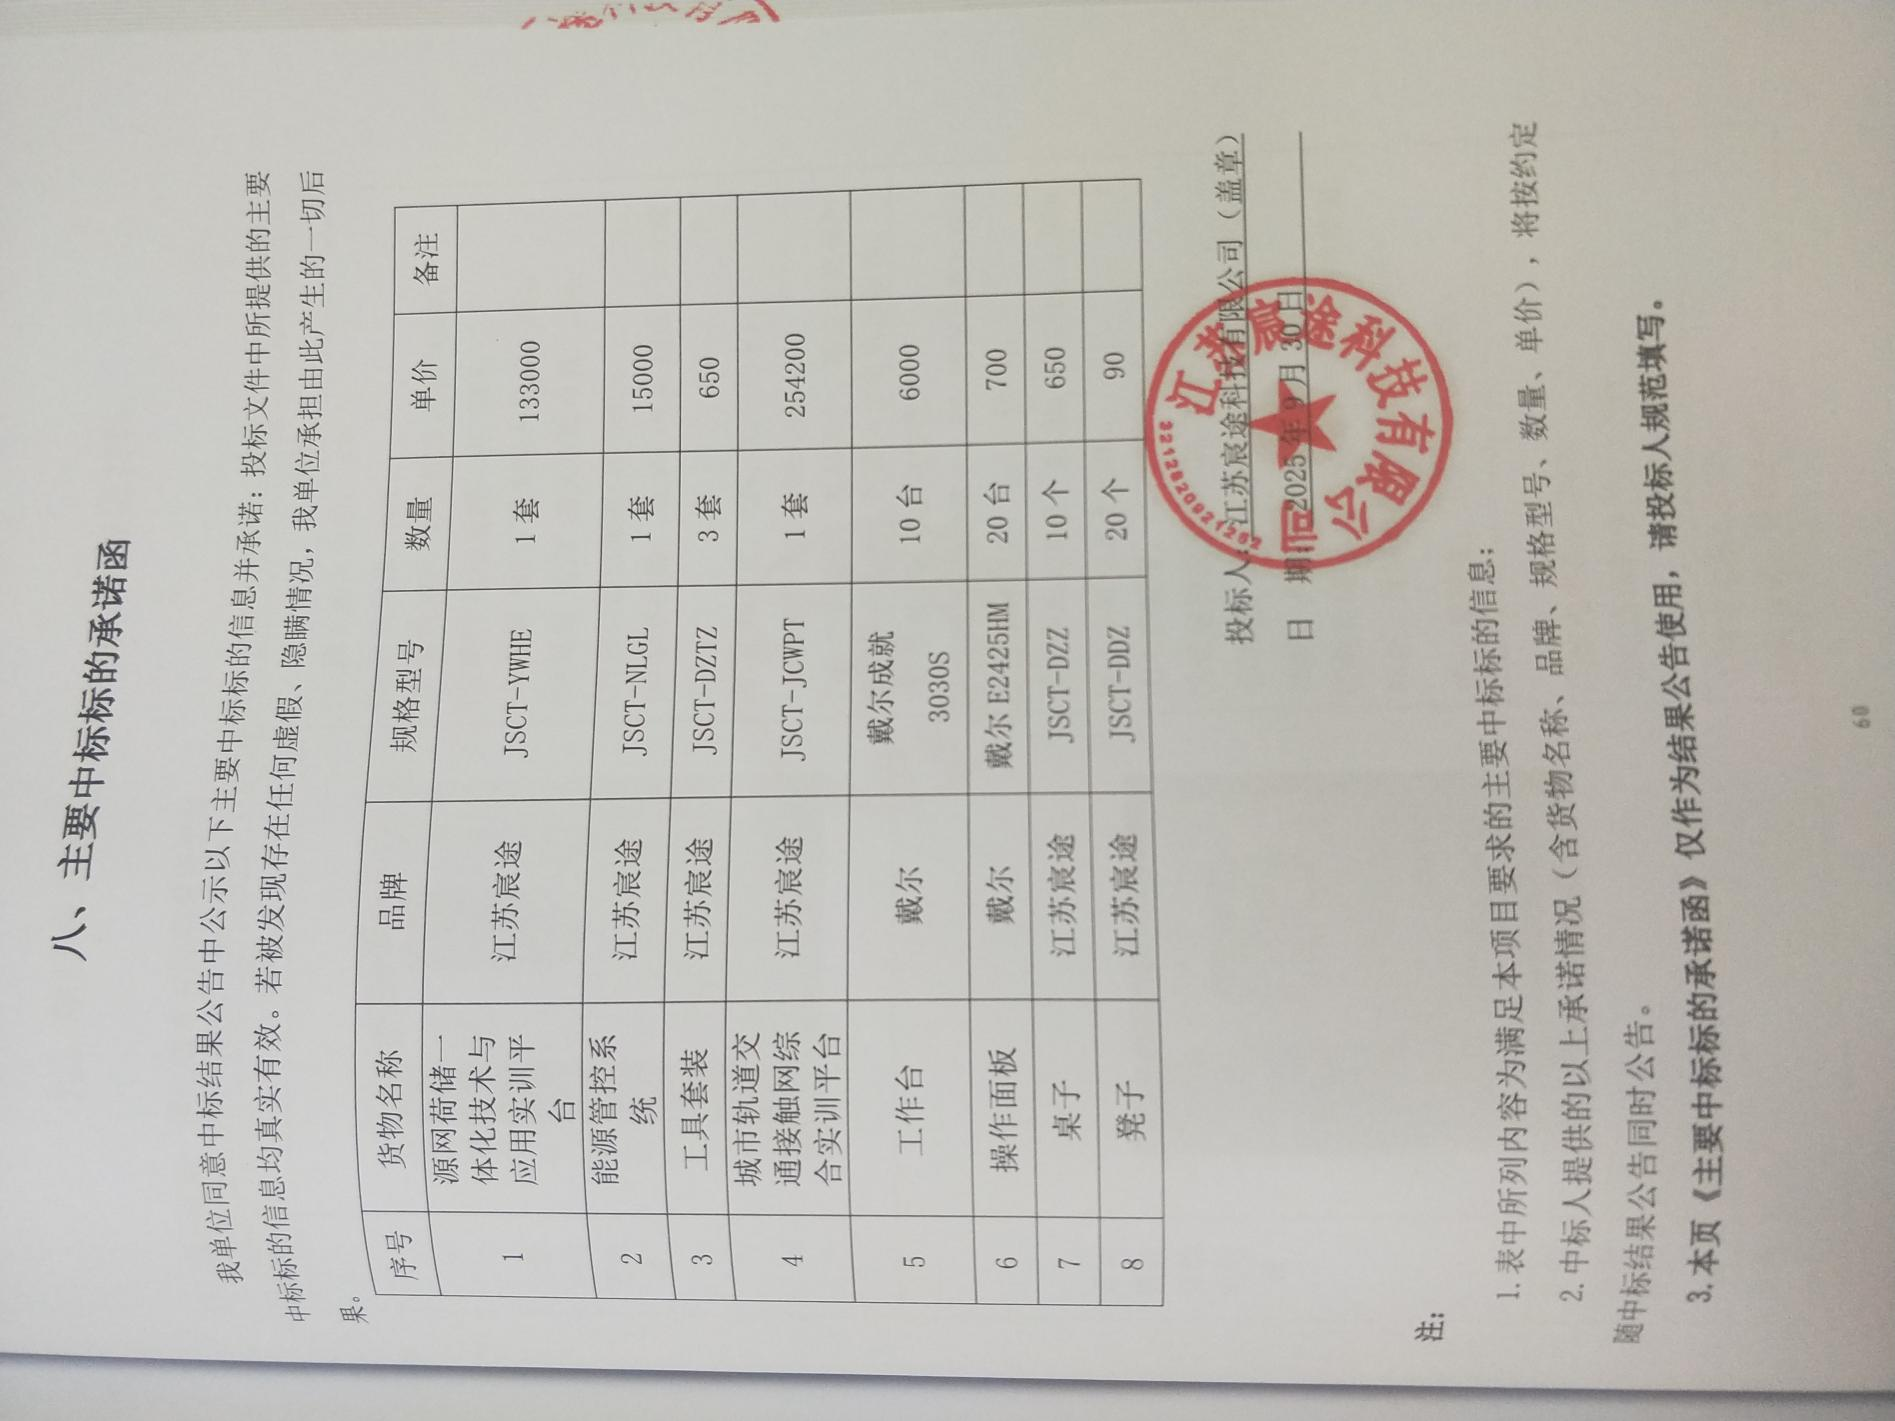 八、主要中标标的承诺函
我单位同意中标结果公告中公示以下主要中标标的信息并承诺：投标文件中所提供的主要
中标标的信息均真实有效。若被发现存在任何虚假、隐瞒情况，我单位承担由此产生的一切后
果。
序号 货物名称 品牌 规格型号 数量 单价 备注
1 源网荷储一体化技术与应用实训平台 江苏宸途 JSCT-YWHE 1 套 133000
2 能源管控系统 江苏宸途 JSCT-NLGL 1 套 15000
3 工具套装 江苏宸途 JSCT-DZTZ 3 套 650
4 城市轨道交通接触网综合实训平台 江苏宸途 JSCT-JCWPT 1 套 254200
5 工作台 戴尔 戴尔成就 3030S 10 台 6000
6 操作面板 戴尔 戴尔 E2425HM 20 台 700
7 桌子 江苏宸途 JSCT-DZZ 10 个 650
8 凳子 江苏宸途 JSCT-DDZ 20 个 90
投标人：江苏宸途科技有限公司（盖章）
日 期：2025 年 9 月 30 日
江苏宸途科技有限公司
注：
1.表中所列内容为满足本项目要求的主要中标标的信息；
2.中标人提供的以上承诺情况（含货物名称、品牌、规格型号、数量、单价），将按约定
随中标结果公告同时公告。
3.本页《主要中标标的承诺函》仅作为结果公告使用，请投标人规范填写。
60